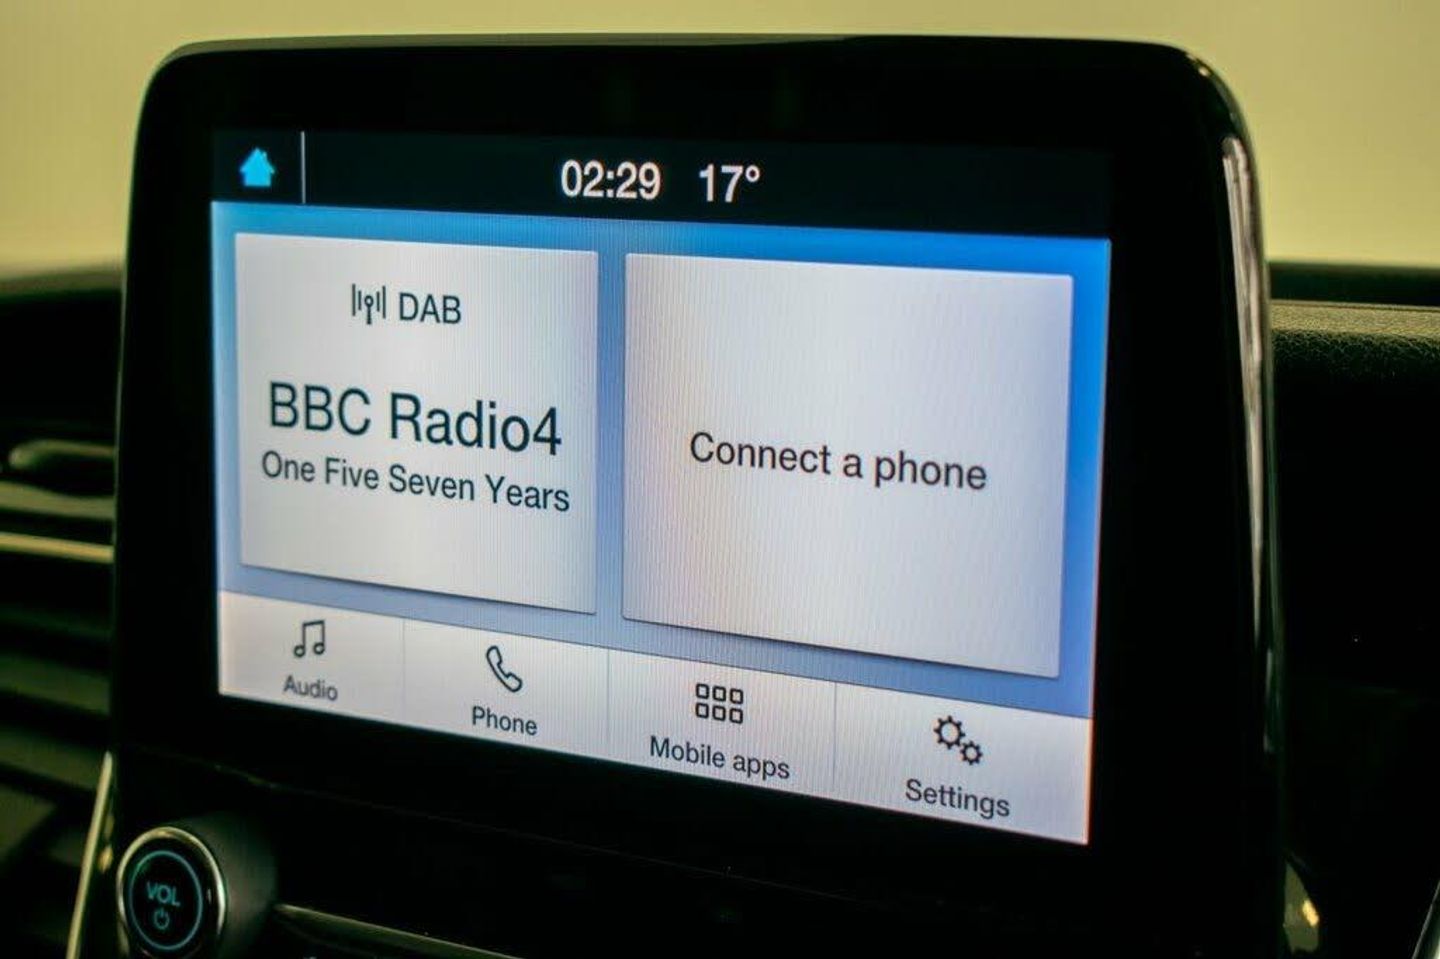 02:29 17°
DAB
BBC Radio4
One Five Seven Years
Connect a phone
Audio
Phone
Mobile apps
Settings
VOL